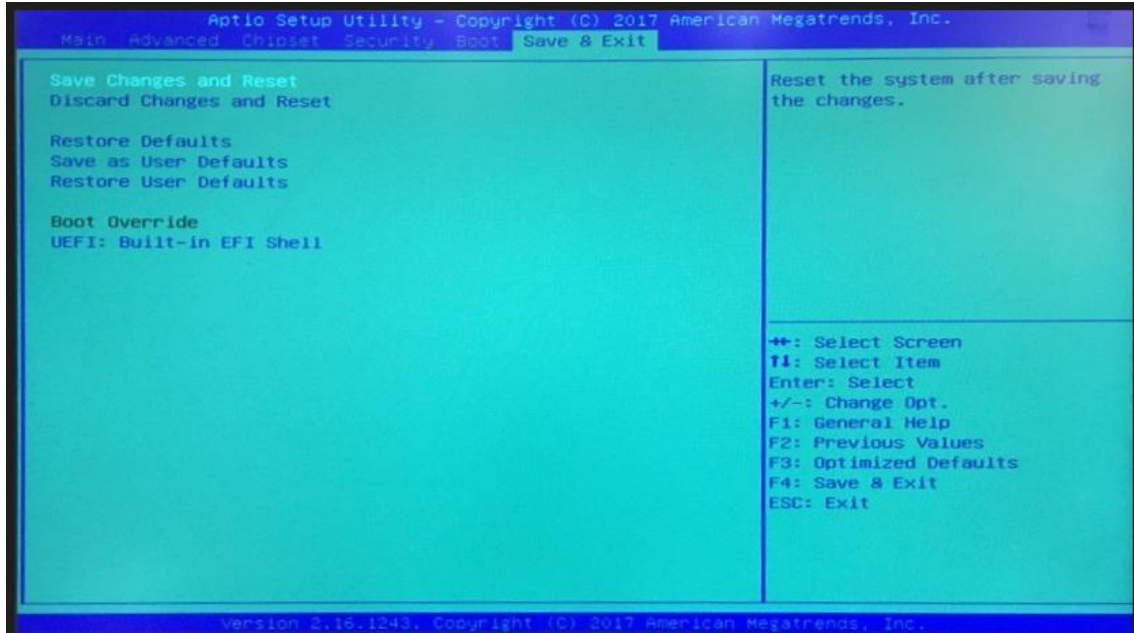 Aptio Setup Utility - Copyright (C) 2017 American Megatrends, Inc.
Main Advanced Chipset Security Boot Save & Exit
Save Changes and Reset
Discard Changes and Reset
Restore Defaults
Save as User Defaults
Restore User Defaults
Boot Override
UEFI: Built-in EFI Shell
Reset the system after saving
the changes.
→←: Select Screen
↑↓: Select Item
Enter: Select
+/-: Change Opt.
F1: General Help
F2: Previous Values
F3: Optimized Defaults
F4: Save & Exit
ESC: Exit
Version 2.16.1243. Copyright (C) 2017 American Megatrends, Inc.